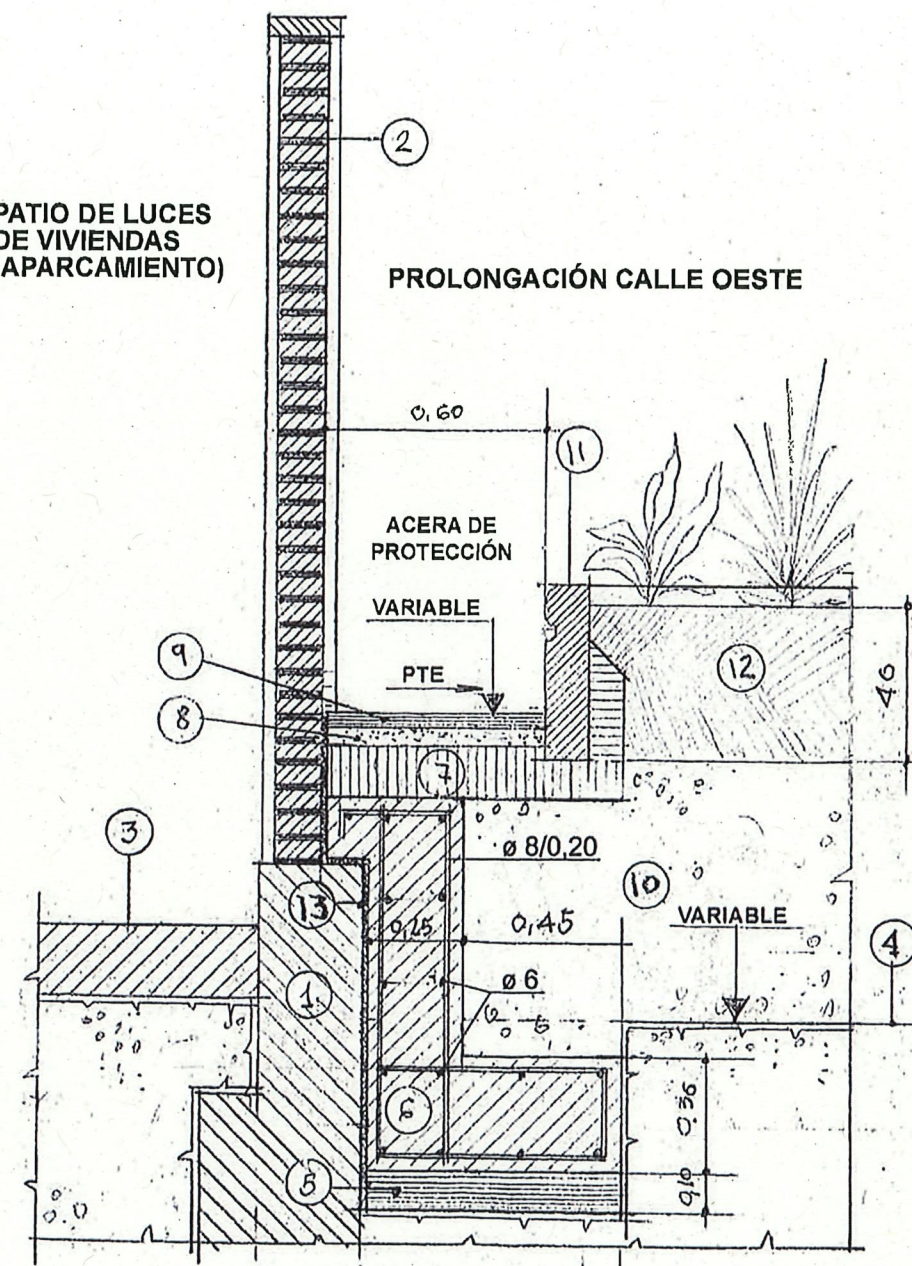 2
PATIO DE LUCES
DE VIVIENDAS
APARCAMIENTO)
PROLONGACIÓN CALLE OESTE
0,60
11
ACERA DE
PROTECCIÓN
VARIABLE
9
PTE
12
8
40
7
3
ø 8/0,20
10
13
VARIABLE
0,25
0,45
4
1
ø 6
6
0.36
5
0,10